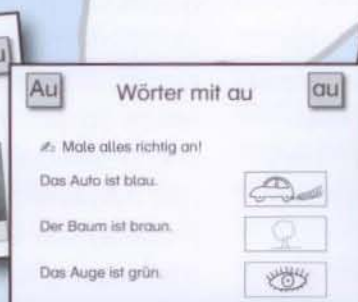 Au Wörter mit au au
Male alles richtig an!
Das Auto ist blau.
Der Baum ist braun.
Das Auge ist grün.